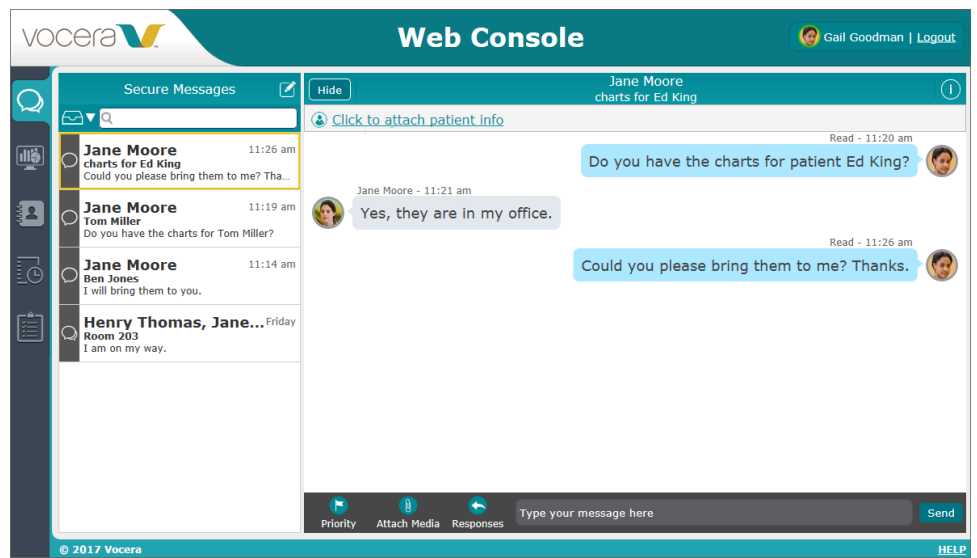 vocera
Web Console
Gail Goodman | Logout
Secure Messages
Hide
Jane Moore
charts for Ed King
Click to attach patient info
Jane Moore 11:26 am
charts for Ed King
Could you please bring them to me? Tha...
Jane Moore 11:19 am
Tom Miller
Do you have the charts for Tom Miller?
Jane Moore 11:14 am
Ben Jones
I will bring them to you.
Henry Thomas, Jane... Friday
Room 203
I am on my way.
Read - 11:20 am
Do you have the charts for patient Ed King?
Jane Moore - 11:21 am
Yes, they are in my office.
Read - 11:26 am
Could you please bring them to me? Thanks.
Priority Attach Media Responses Type your message here Send
© 2017 Vocera HELP